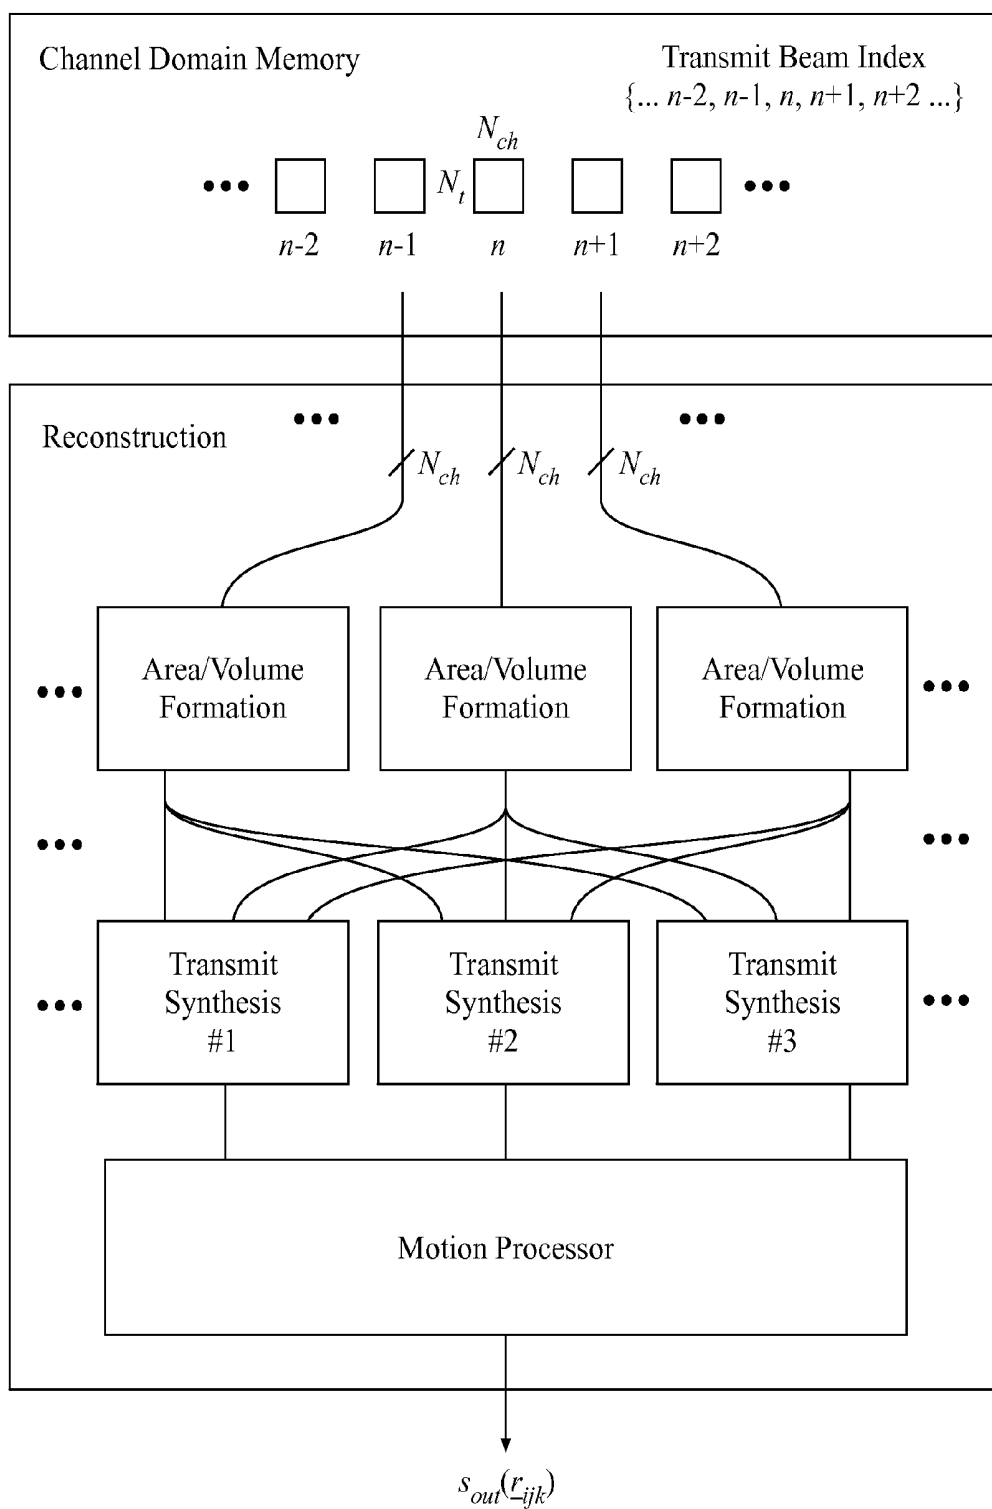 Channel Domain Memory
Transmit Beam Index
{... n-2, n-1, n, n+1, n+2 ...}
N_ch
••• N_t •••
n-2 n-1 n n+1 n+2
••• •••
Reconstruction
N_ch N_ch N_ch
Area/Volume Area/Volume Area/Volume
••• •••
Formation Formation Formation
••• •••
Transmit Transmit Transmit
••• Synthesis Synthesis Synthesis •••
#1 #2 #3
Motion Processor
s_out(r_ijk)